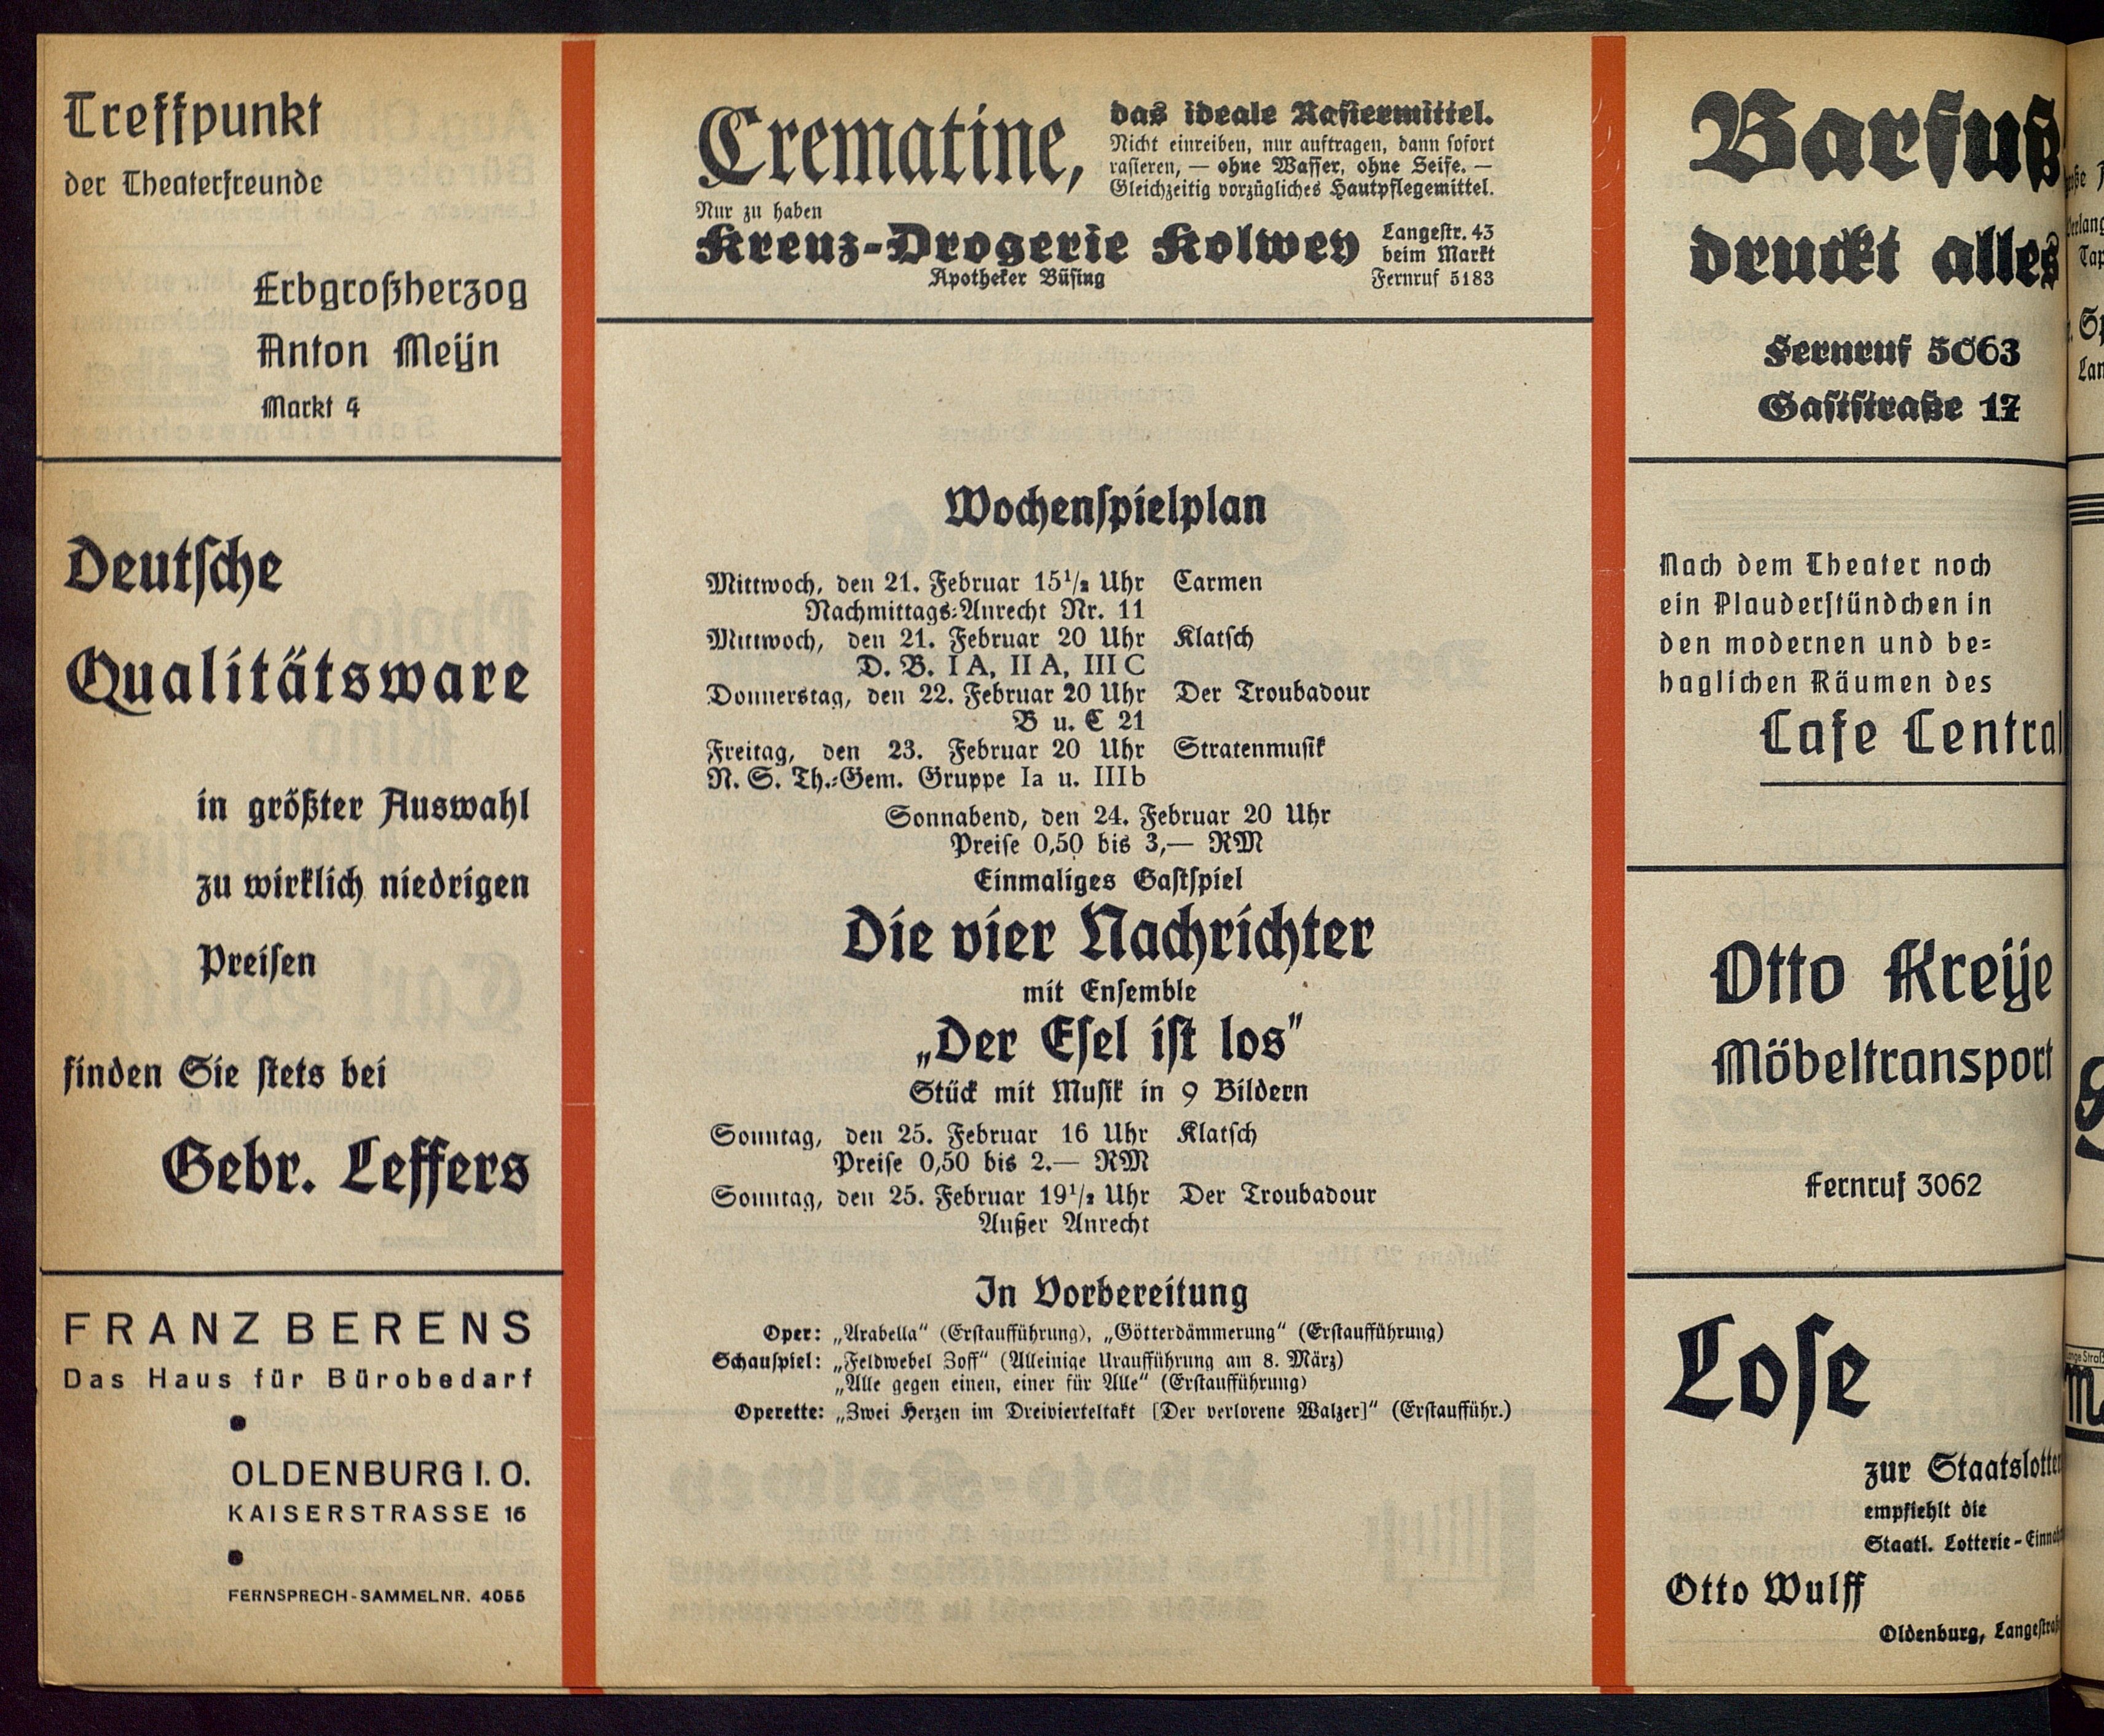 Treffpunkt
der Theaterfreunde
Erbgroßherzog
Anton Meijn
Markt 4
Deutsche
Qualitätsware
in größter Auswahl
zu wirklich niedrigen
Preisen
finden Sie stets bei
Gebr. Leffers
FRANZ BERENS
Das Haus für Bürobedarf
OLDENBURG I. O.
KAISERSTRASSE 16
FERNSPRECH-SAMMELNR. 4055
Crematine,
das ideale Rasiermittel.
Nicht einreiben, nur auftragen, dann sofort
rasieren, — ohne Wasser, ohne Seife. —
Gleichzeitig vorzügliches Hautpflegemittel.
Nur zu haben
Kreuz-Drogerie Kolwey
Apotheker Büsing
Langestr. 43
beim Markt
Fernruf 5183
Wochenspielplan
Mittwoch, den 21. Februar 15¹/₂ Uhr Carmen
Nachmittags-Anrecht Nr. 11
Mittwoch, den 21. Februar 20 Uhr Klatsch
D. B. I A, II A, III C
Donnerstag, den 22. Februar 20 Uhr Der Troubadour
B u. C 21
Freitag, den 23. Februar 20 Uhr Stratenmusik
N. S. Th.-Gem. Gruppe Ia u. IIIb
Sonnabend, den 24. Februar 20 Uhr
Preise 0,50 bis 3,— RM
Einmaliges Gastspiel
Die vier Nachrichter
mit Ensemble
„Der Esel ist los"
Stück mit Musik in 9 Bildern
Sonntag, den 25. Februar 16 Uhr Klatsch
Preise 0,50 bis 2.— RM
Sonntag, den 25. Februar 19¹/₂ Uhr Der Troubadour
Außer Anrecht
In Vorbereitung
Oper: „Arabella“ (Erstaufführung), „Götterdämmerung“ (Erstaufführung)
Schauspiel: „Feldwebel Zoff“ (Alleinige Uraufführung am 8. März)
„Alle gegen einen, einer für Alle“ (Erstaufführung)
Operette: „Zwei Herzen im Dreivierteltakt [Der verlorene Walzer]“ (Erstaufführ.)
Barfuß
druckt alles
Fernruf 5063
Gaststraße 17
Nach dem Theater noch
ein Plauderstündchen in
den modernen und be-
haglichen Räumen des
Cafe Central
Otto Kreije
Möbeltransport
Fernruf 3062
Lose
zur Staatslotte
empfiehlt die
Staatl. Lotterie-Einna
Otto Wulff
Oldenburg, Langestra